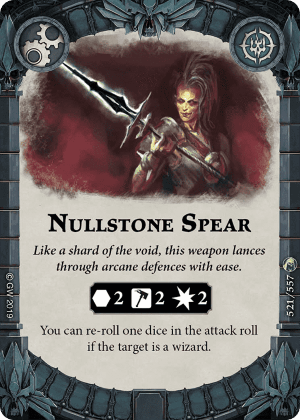 NULLSTONE SPEAR
Like a shard of the void, this weapon lances
through arcane defences with ease.
2 2 2
You can re-roll one dice in the attack roll
if the target is a wizard.
© GW 2019
521/557